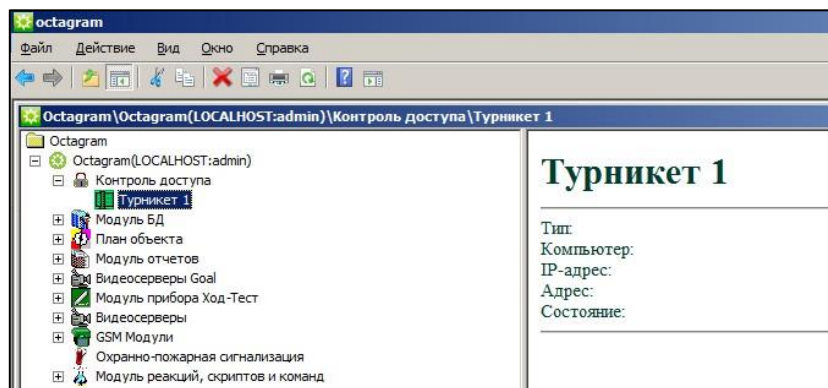 octagram
Файл Действие Вид Окно Справка
Octagram\Octagram(LOCALHOST:admin)\Контроль доступа\Турникет 1
Octagram
Octagram(LOCALHOST:admin)
Контроль доступа
Турникет 1
Модуль БД
План объекта
Модуль отчетов
Видеосерверы Goal
Модуль прибора Ход-Тест
Видеосерверы
GSM Модули
Охранно-пожарная сигнализация
Модуль реакций, скриптов и команд
Турникет 1
Тип:
Компьютер:
IP-адрес:
Адрес:
Состояние: